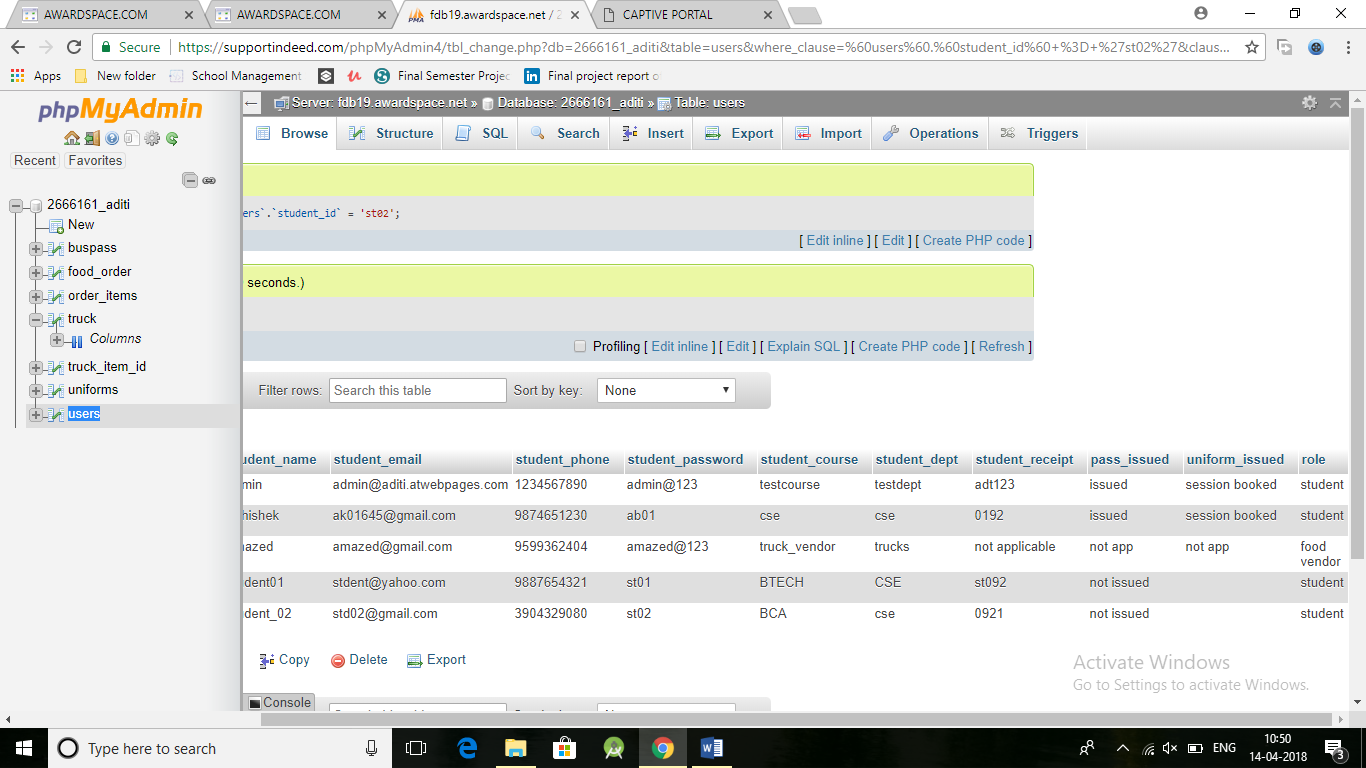 AWARDSPACE.COM
AWARDSPACE.COM
fdb19.awardspace.net / 2
CAPTIVE PORTAL
Secure https://supportindeed.com/phpMyAdmin4/tbl_change.php?db=2666161_aditi&table=users&where_clause=%60users%60.%60student_id%60+%3D+%27st02%27&claus...
Apps New folder School Management Final Semester Projec Final project report o
phpMyAdmin
Recent Favorites
2666161_aditi
New
buspass
food_order
order_items
truck
Columns
truck_item_id
uniforms
users
Server: fdb19.awardspace.net » Database: 2666161_aditi » Table: users
Browse Structure SQL Search Insert Export Import Operations Triggers
ers`.`student_id` = 'st02';
[ Edit inline ] [ Edit ] [ Create PHP code ]
seconds.)
Profiling [ Edit inline ] [ Edit ] [ Explain SQL ] [ Create PHP code ] [ Refresh ]
Filter rows: Search this table Sort by key: None
udent_name student_email student_phone student_password student_course student_dept student_receipt pass_issued uniform_issued role
min admin@aditi.atwebpages.com 1234567890 admin@123 testcourse testdept adt123 issued session booked student
hishek ak01645@gmail.com 9874651230 ab01 cse cse 0192 issued session booked student
nazed amazed@gmail.com 9599362404 amazed@123 truck_vendor trucks not applicable not app not app food
vendor
dent01 stdent@yahoo.com 9887654321 st01 BTECH CSE st092 not issued student
dent_02 std02@gmail.com 3904329080 st02 BCA cse 0921 not issued student
Copy Delete Export
Activate Windows
Go to Settings to activate Windows.
Console
Type here to search
ENG
10:50
14-04-2018
3